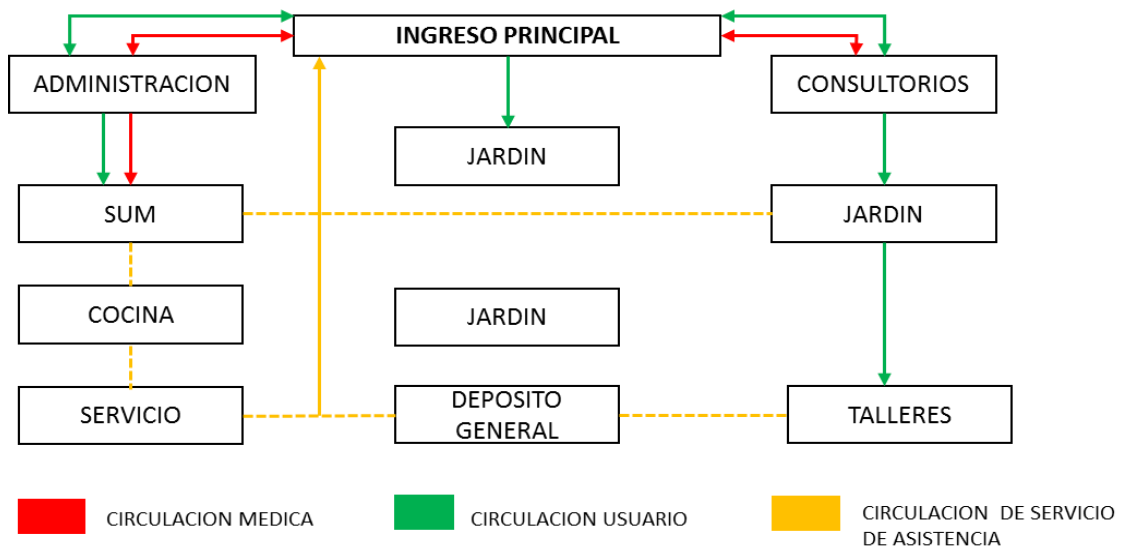 INGRESO PRINCIPAL
ADMINISTRACION
CONSULTORIOS
JARDIN
SUM
JARDIN
COCINA
JARDIN
SERVICIO
DEPOSITO
GENERAL
TALLERES
CIRCULACION MEDICA
CIRCULACION USUARIO
CIRCULACION DE SERVICIO
DE ASISTENCIA